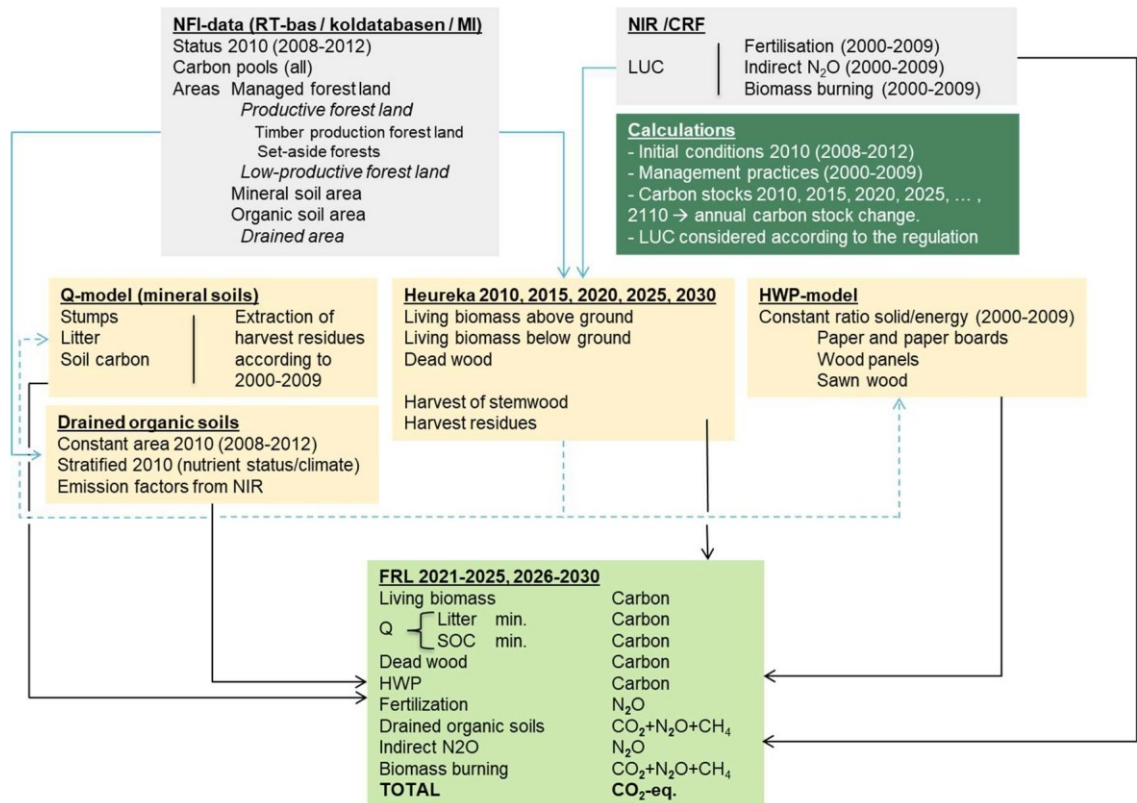 NFI-data (RT-bas / koldatabasen / MI)
Status 2010 (2008-2012)
Carbon pools (all)
Areas Managed forest land
Productive forest land
Timber production forest land
Set-aside forests
Low-productive forest land
Mineral soil area
Organic soil area
Drained area
NIR /CRF
Fertilisation (2000-2009)
LUC Indirect N₂O (2000-2009)
Biomass burning (2000-2009)
Calculations
- Initial conditions 2010 (2008-2012)
- Management practices (2000-2009)
- Carbon stocks 2010, 2015, 2020, 2025, ... ,
2110 → annual carbon stock change.
- LUC considered according to the regulation
Q-model (mineral soils)
Stumps Extraction of
Litter harvest residues
Soil carbon according to
2000-2009
Drained organic soils
Constant area 2010 (2008-2012)
Stratified 2010 (nutrient status/climate)
Emission factors from NIR
Heureka 2010, 2015, 2020, 2025, 2030
Living biomass above ground
Living biomass below ground
Dead wood
Harvest of stemwood
Harvest residues
HWP-model
Constant ratio solid/energy (2000-2009)
Paper and paper boards
Wood panels
Sawn wood
FRL 2021-2025, 2026-2030
Living biomass Carbon
Q Litter min. Carbon
SOC min. Carbon
Dead wood Carbon
HWP Carbon
Fertilization N₂O
Drained organic soils CO₂+N₂O+CH₄
Indirect N2O N₂O
Biomass burning CO₂+N₂O+CH₄
TOTAL CO₂-eq.